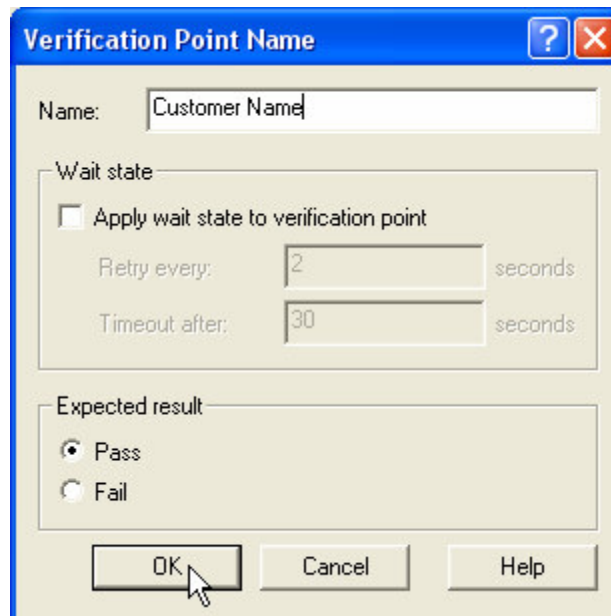 Verification Point Name ?
Name: Customer Name
Wait state
Apply wait state to verification point
Retry every: 2 seconds
Timeout after: 30 seconds
Expected result
Pass
Fail
OK Cancel Help